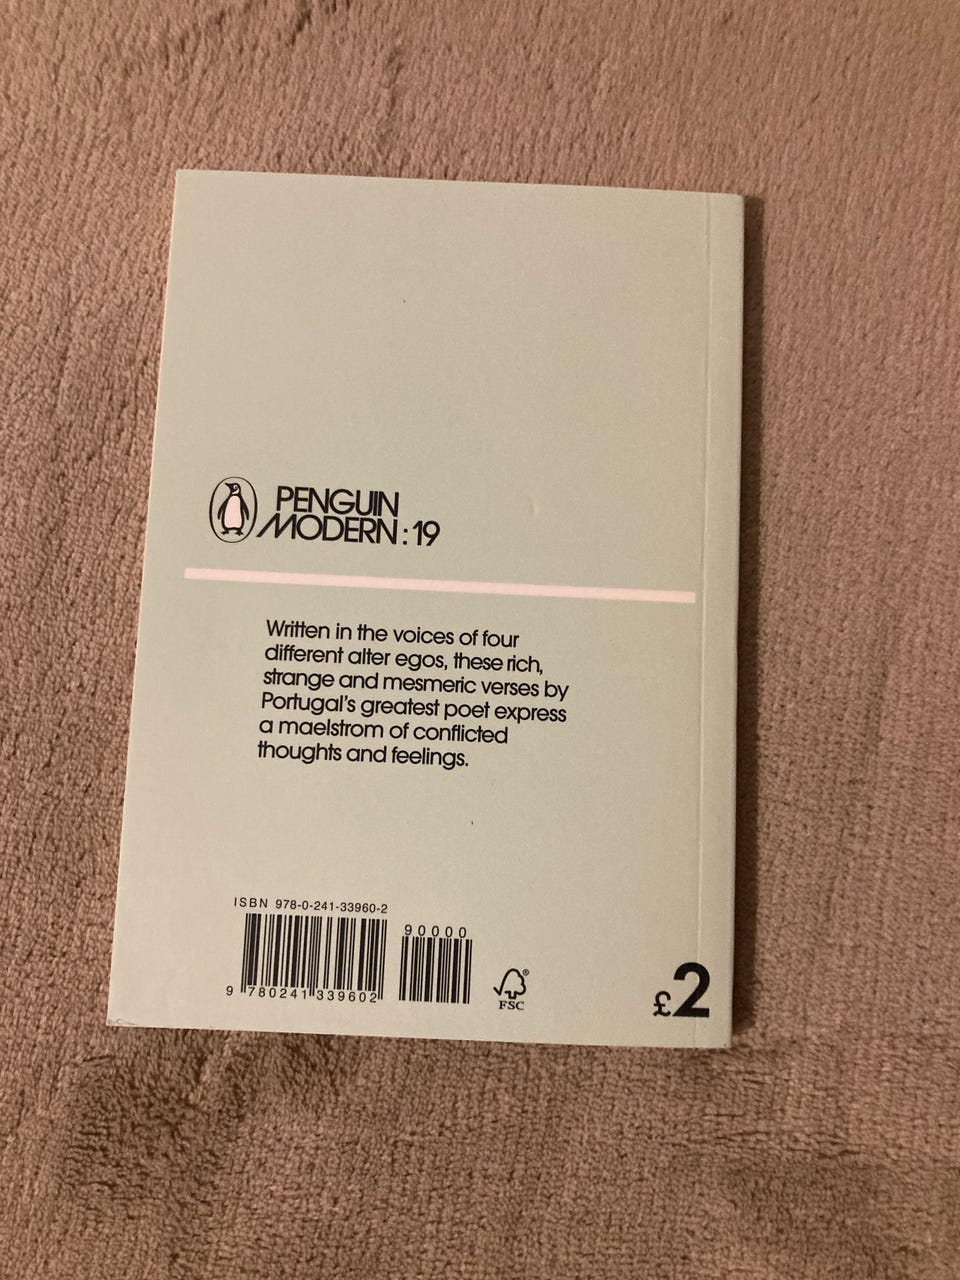 PENGUIN
MODERN : 19
Written in the voices of four
different alter egos, these rich,
strange and mesmeric verses by
Portugal's greatest poet express
a maelstrom of conflicted
thoughts and feelings.
ISBN 978-0-241-33960-2
90000
9 780241 339602
®
FSC
£2